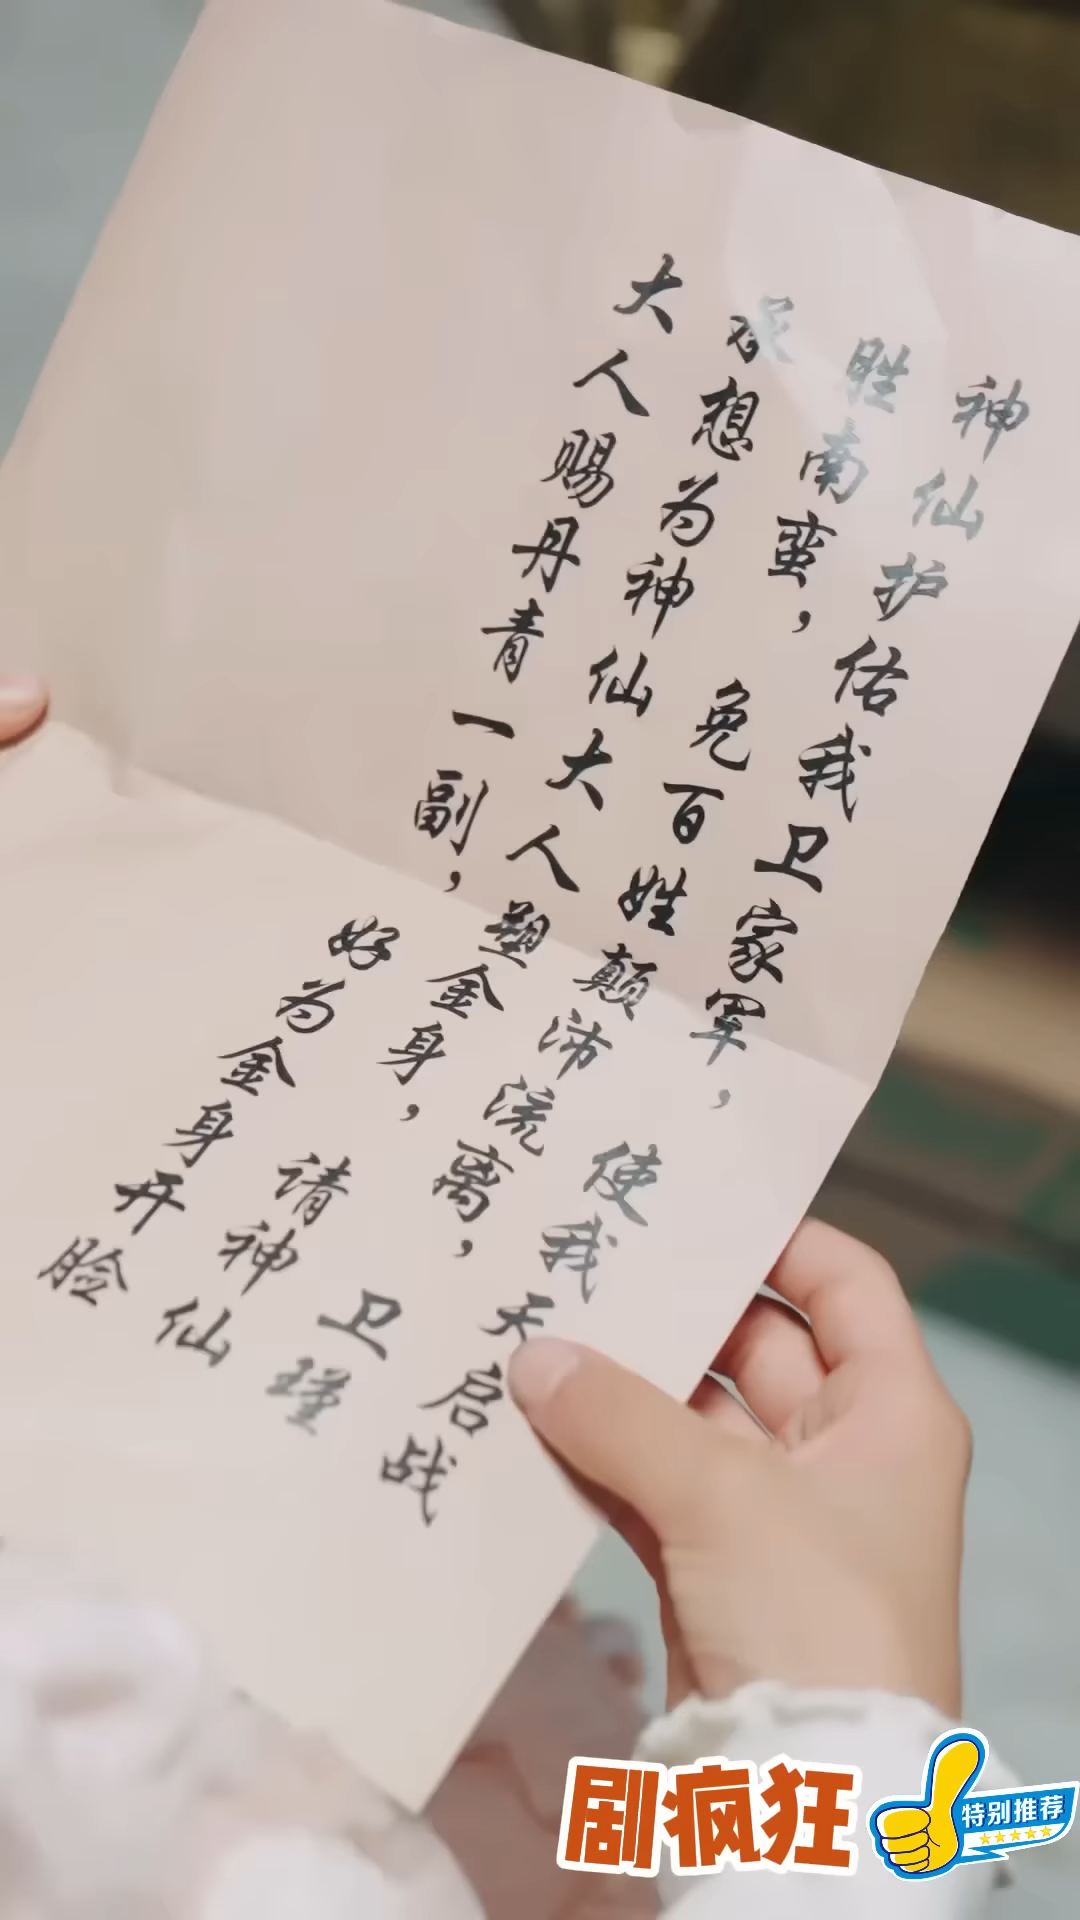 神仙护佑我卫家军，使我天启战
胜南蛮，免百姓颠沛流离，卫瑾
承想为神仙大人塑金身，请神仙
大人赐丹青一副，好为金身开脸
剧疯狂
特别推荐